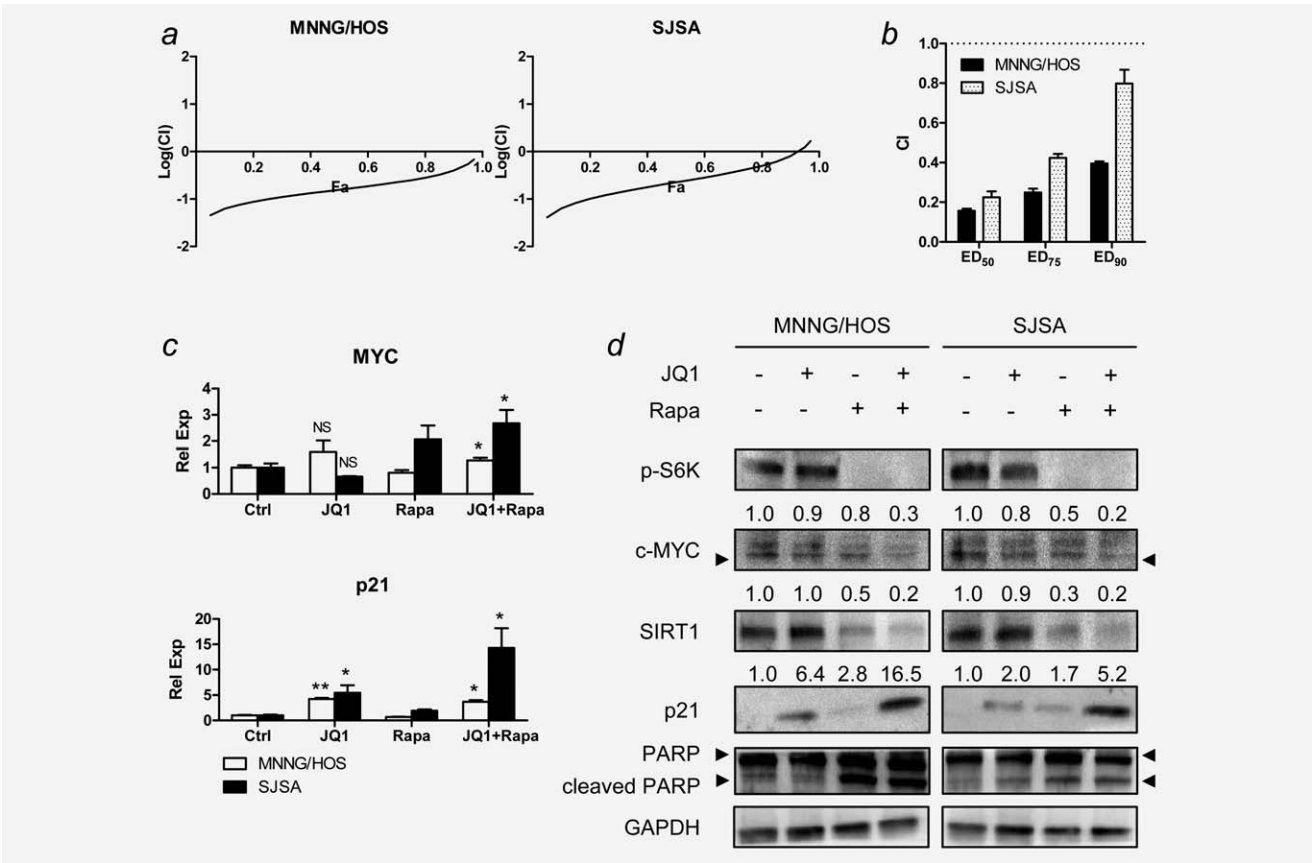 a
MNNG/HOS
2
1
0
-1
-2
Log(CI)
0.2 0.4 0.6 0.8 1.0
Fa
SJSA
2
1
0
-1
-2
Log(CI)
0.2 0.4 0.6 0.8 1.0
Fa
b
1.0
0.8
0.6
0.4
0.2
0.0
CI
MNNG/HOS
SJSA
ED50 ED75 ED90
c
MYC
4
3
2
1
0
Rel Exp
NS NS * *
Ctrl JQ1 Rapa JQ1+Rapa
p21
20
15
10
5
0
Rel Exp
** * * *
Ctrl JQ1 Rapa JQ1+Rapa
MNNG/HOS
SJSA
d
MNNG/HOS SJSA
JQ1 - + - + - + - +
Rapa - - + + - - + +
p-S6K
1.0 0.9 0.8 0.3 1.0 0.8 0.5 0.2
c-MYC
1.0 1.0 0.5 0.2 1.0 0.9 0.3 0.2
SIRT1
1.0 6.4 2.8 16.5 1.0 2.0 1.7 5.2
p21
PARP
cleaved PARP
GAPDH